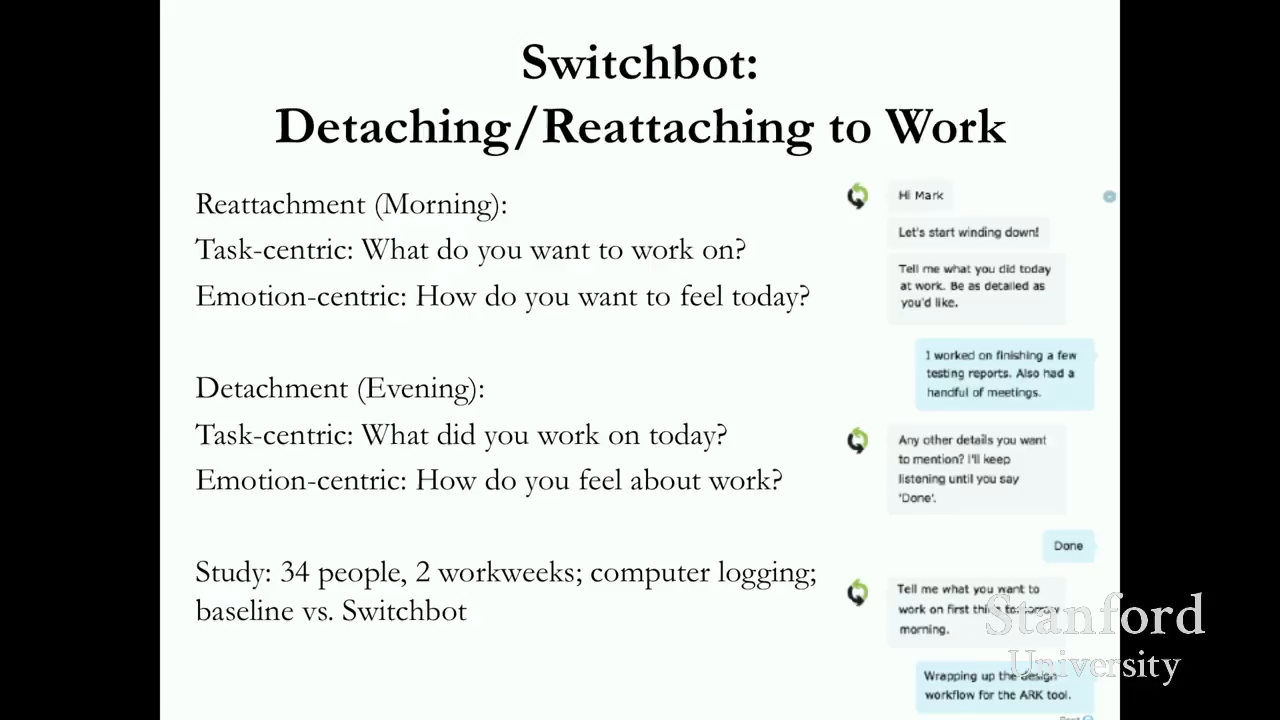 Switchbot:
Detaching/Reattaching to Work
Reattachment (Morning):
Task-centric: What do you want to work on?
Emotion-centric: How do you want to feel today?
Detachment (Evening):
Task-centric: What did you work on today?
Emotion-centric: How do you feel about work?
Study: 34 people, 2 workweeks; computer logging;
baseline vs. Switchbot
Hi Mark
Let's start winding down!
Tell me what you did today
at work. Be as detailed as
you'd like.
I worked on finishing a few
testing reports. Also had a
handful of meetings.
Any other details you want
to mention? I'll keep
listening until you say
'Done'.
Done
Tell me what you want to
work on first thing tomorrow
morning.
Wrapping up the design
workflow for the ARK tool.
Stanford
University